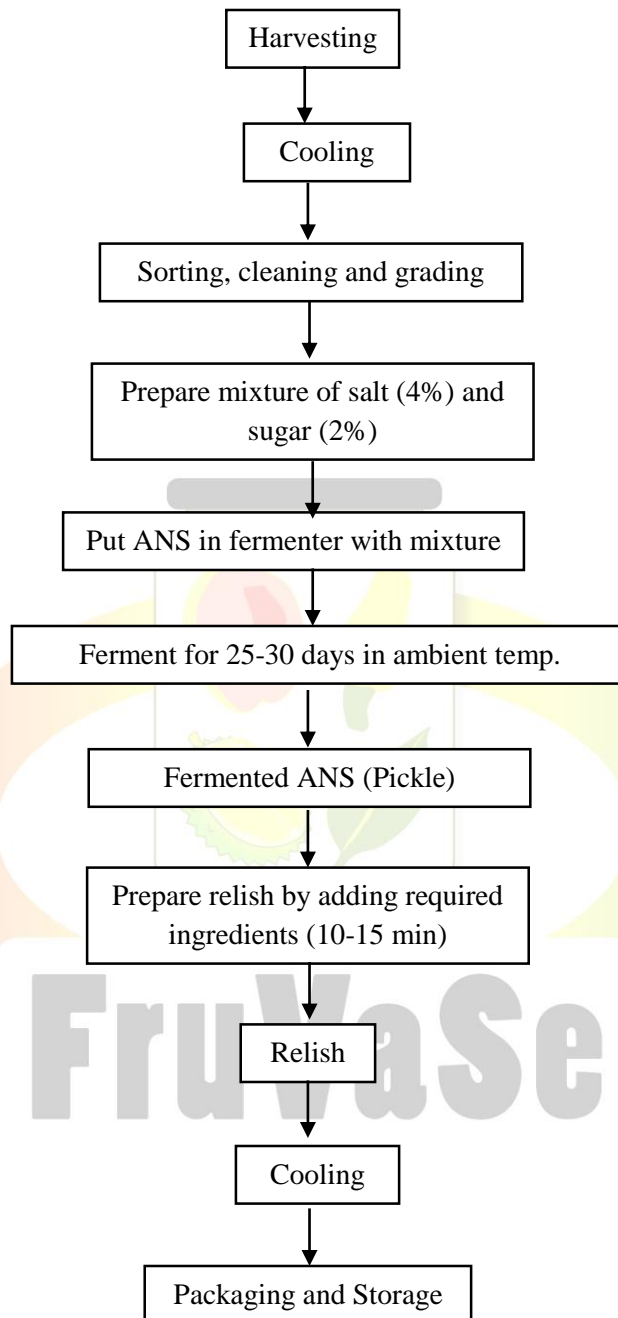 Harvesting
Cooling
Sorting, cleaning and grading
Prepare mixture of salt (4%) and
sugar (2%)
Put ANS in fermenter with mixture
Ferment for 25-30 days in ambient temp.
Fermented ANS (Pickle)
Prepare relish by adding required
ingredients (10-15 min)
FruVaSe
Relish
Cooling
Packaging and Storage